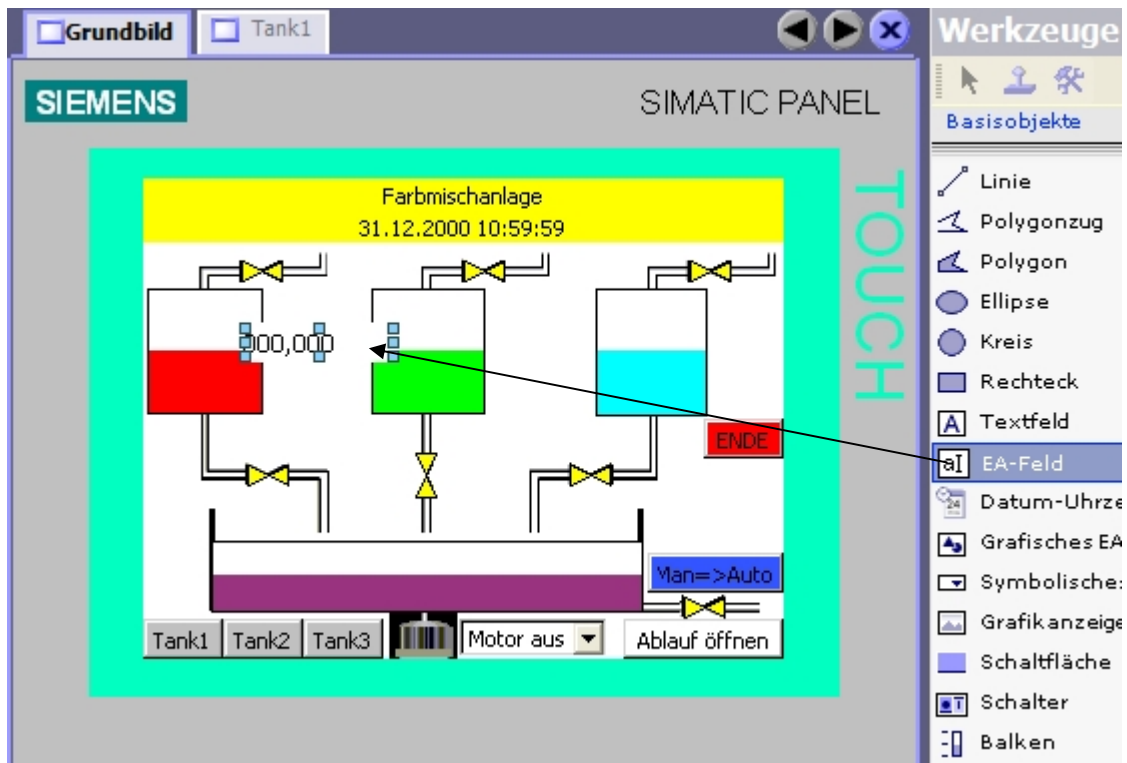 Grundbild
Tank1
Werkzeuge
SIEMENS
SIMATIC PANEL
Basisobjekte
TOUCH
Farbmischanlage
31.12.2000 10:59:59
000,000
ENDE
Man=>Auto
Tank1 Tank2 Tank3 Motor aus Ablauf öffnen
Linie
Polygonzug
Polygon
Ellipse
Kreis
Rechteck
A Textfeld
aI EA-Feld
24 Datum-Uhrze
Grafisches EA
Symbolische
Grafikanzeige
Schaltfläche
T Schalter
Balken